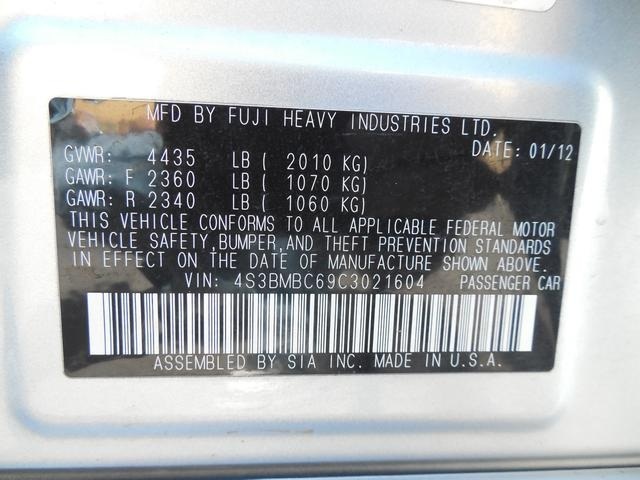 MFD BY FUJI HEAVY INDUSTRIES LTD.
DATE: 01/12
GVWR: 4435 LB ( 2010 KG)
GAWR: F 2360 LB ( 1070 KG)
GAWR: R 2340 LB ( 1060 KG)
THIS VEHICLE CONFORMS TO ALL APPLICABLE FEDERAL MOTOR
VEHICLE SAFETY,BUMPER,AND THEFT PREVENTION STANDARDS
IN EFFECT ON THE DATE OF MANUFACTURE SHOWN ABOVE.
VIN: 4S3BMBC69C3021604 PASSENGER CAR
ASSEMBLED BY SIA INC. MADE IN U.S.A.